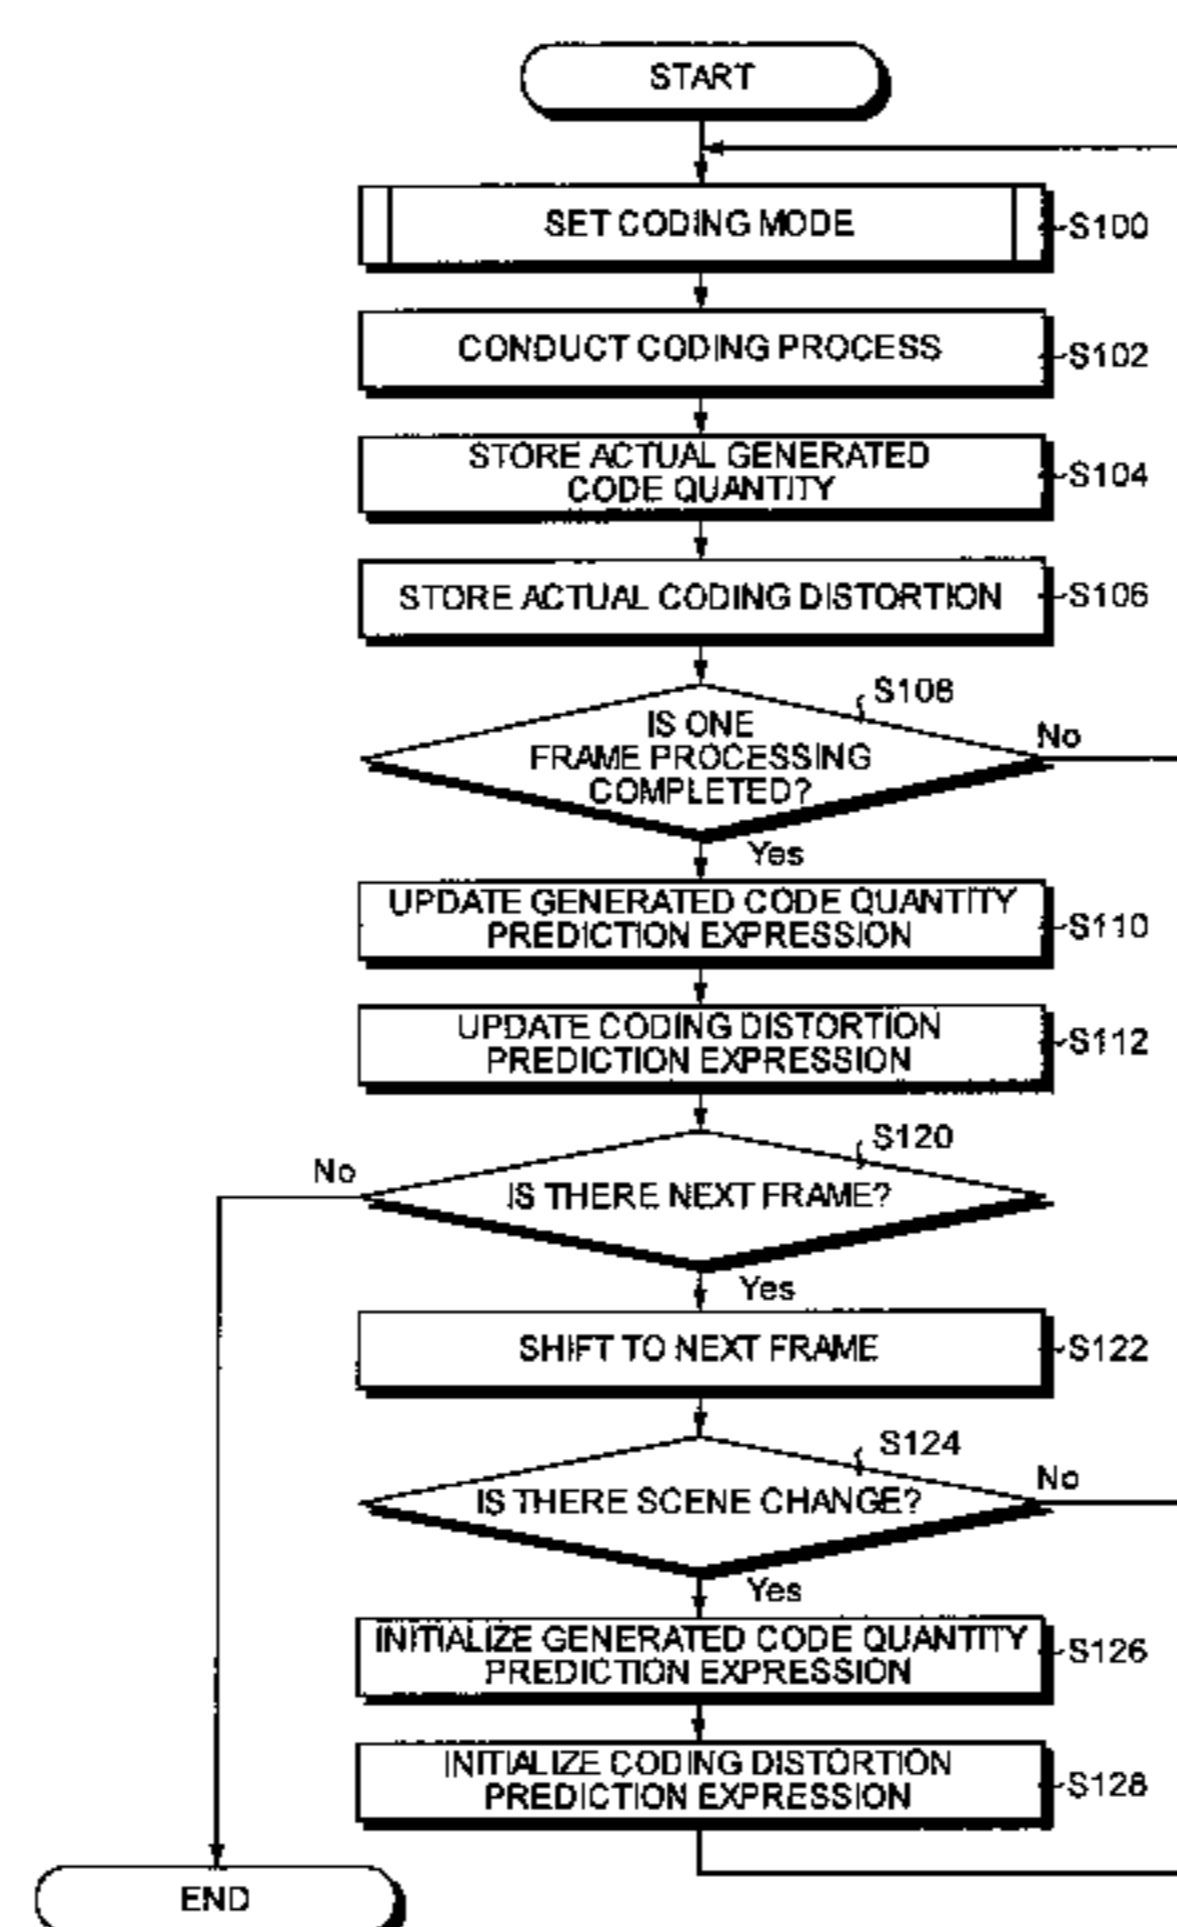 START
SET CODING MODE
S100
CONDUCT CODING PROCESS
S102
STORE ACTUAL GENERATED
CODE QUANTITY
S104
STORE ACTUAL CODING DISTORTION
S106
S108
IS ONE
FRAME PROCESSING
COMPLETED?
No
Yes
UPDATE GENERATED CODE QUANTITY
PREDICTION EXPRESSION
S110
UPDATE CODING DISTORTION
PREDICTION EXPRESSION
S112
S120
No
IS THERE NEXT FRAME?
Yes
SHIFT TO NEXT FRAME
S122
S124
No
IS THERE SCENE CHANGE?
Yes
INITIALIZE GENERATED CODE QUANTITY
PREDICTION EXPRESSION
S126
INITIALIZE CODING DISTORTION
PREDICTION EXPRESSION
S128
END